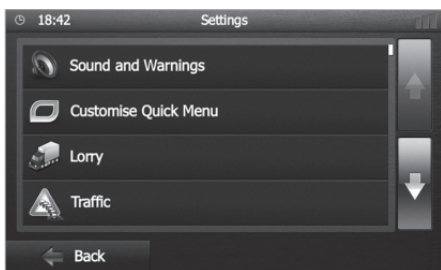 18:42 Settings
Sound and Warnings
Customise Quick Menu
Lorry
Traffic
Back